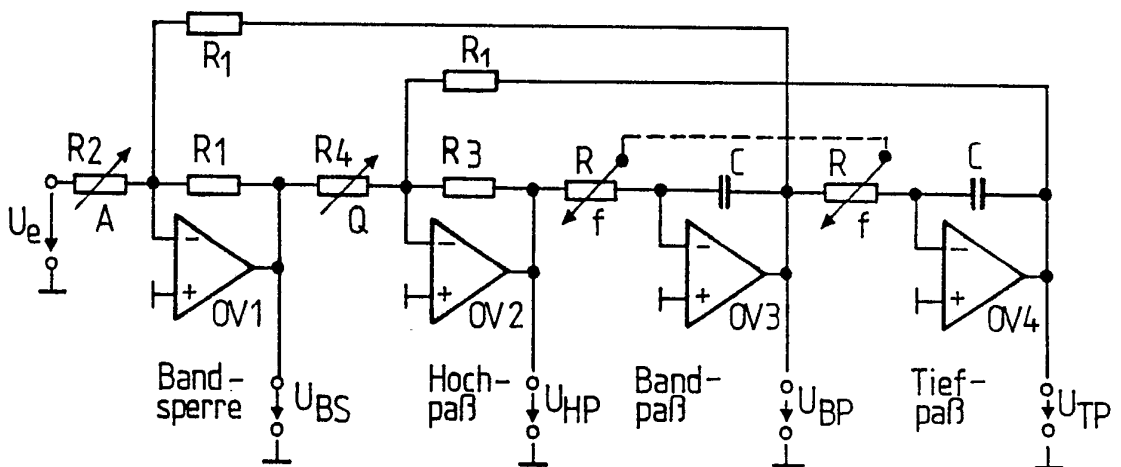 R1
R1
R2
R1
R4
R3
R
C
R
C
A
Q
f
f
Ue
−
+
OV1
−
+
OV2
−
+
OV3
−
+
OV4
Band-
sperre
UBS
Hoch-
paß
UHP
Band-
paß
UBP
Tief-
paß
UTP